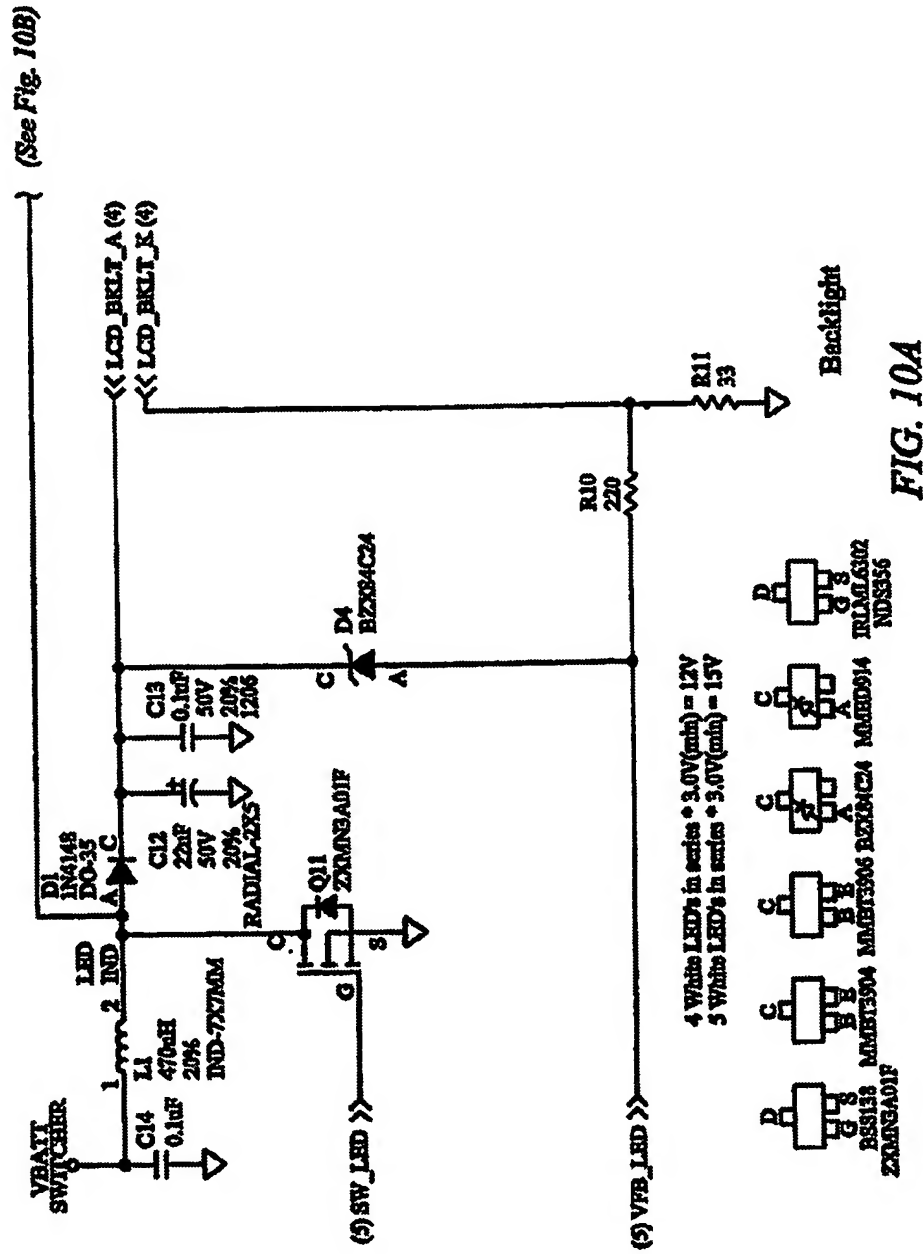 (See Fig. 10B)
VBATT
SWITCHER
1
2
L1
470uH
20%
IND-7X7MM
C14
0.1uF
LED
IND
D1
1N4148
DO-35
A
C
C12
22uF
50V
20%
RADIAL-2X5
C13
0.1uF
50V
20%
1206
<<LCD_BKLT_A (4)
<<LCD_BKLT_K (4)
Q11
ZXMN3A01F
G
S
C
D4
BZX84C24
A
(5) SW_LED >>
(5) VFB_LED >>
R10
220
R11
33
Backlight
4 White LED's in series * 3.0V(min) = 12V
5 White LED's in series * 3.0V(min) = 15V
D
G S
BSS138
ZXMN3A01F
C
B E
MMBT3904
C
B E
MMBT3906
C
A
BZX84C24
C
A
MMBD914
D
G S
IRLML6302
NDS356
FIG. 10A